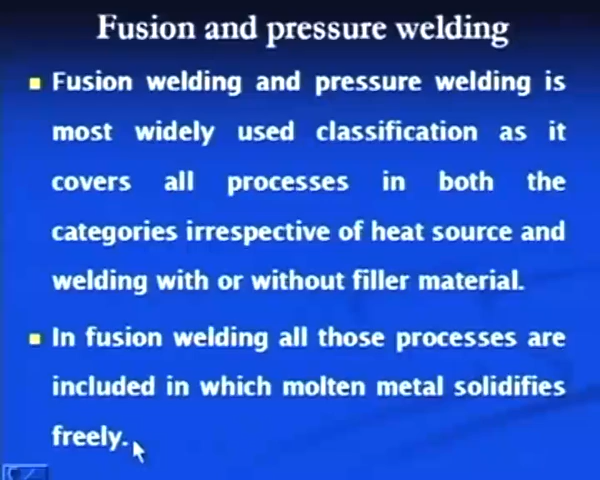 Fusion and pressure welding
Fusion welding and pressure welding is
most widely used classification as it
covers all processes in both the
categories irrespective of heat source and
welding with or without filler material.
In fusion welding all those processes are
included in which molten metal solidifies
freely.